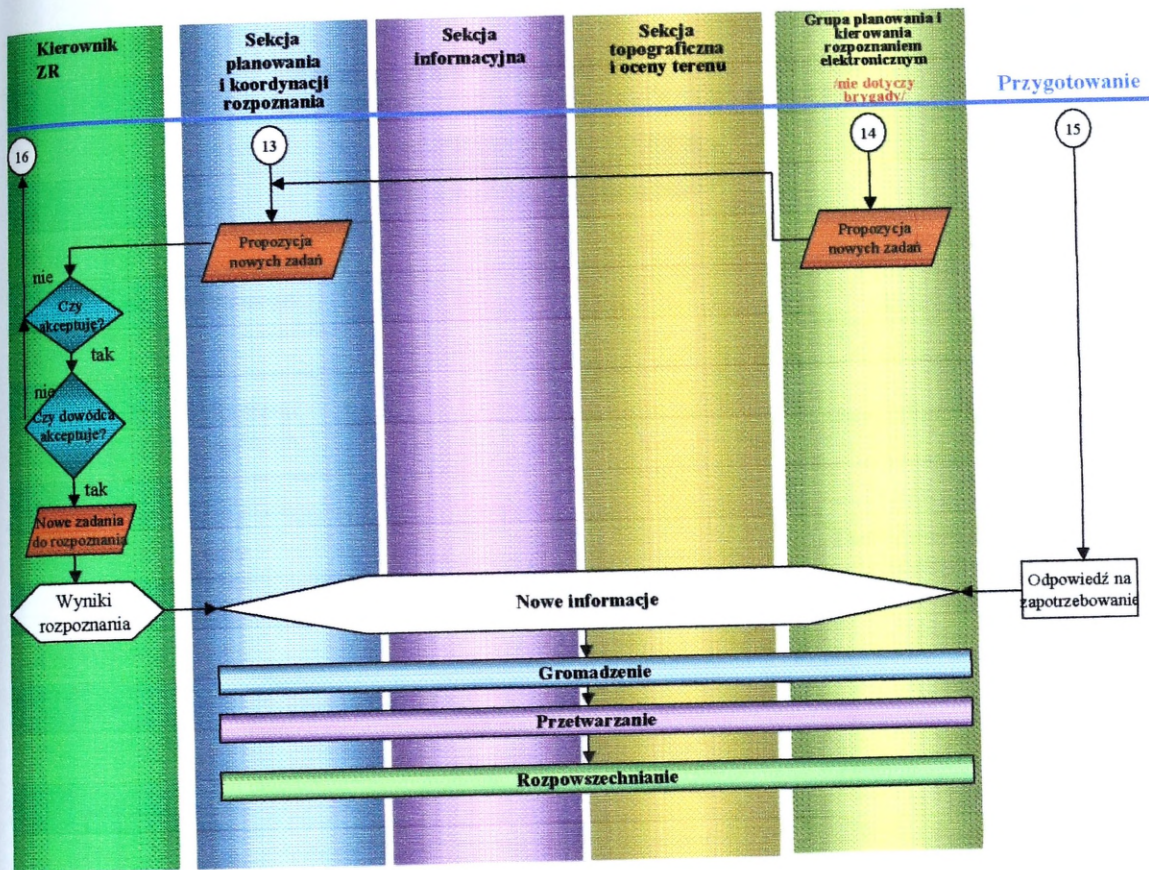 Kierownik
ZR
Sekcja
planowania
i koordynacji
rozpoznania
Sekcja
informacyjna
Sekcja
topograficzna
i oceny terenu
Grupa planowania i
kierowania
rozpoznaniem
elektronicznym
/nie dotyczy
brygady/
Przygotowanie
16
13
14
15
Propozycja
nowych zadań
Propozycja
nowych zadań
nie
Czy
akceptuję?
tak
nie
Czy dowódca
akceptuje?
tak
Nowe zadania
do rozpoznania
Wyniki
rozpoznania
Nowe informacje
Odpowiedź na
zapotrzebowanie
Gromadzenie
Przetwarzanie
Rozpowszechnianie